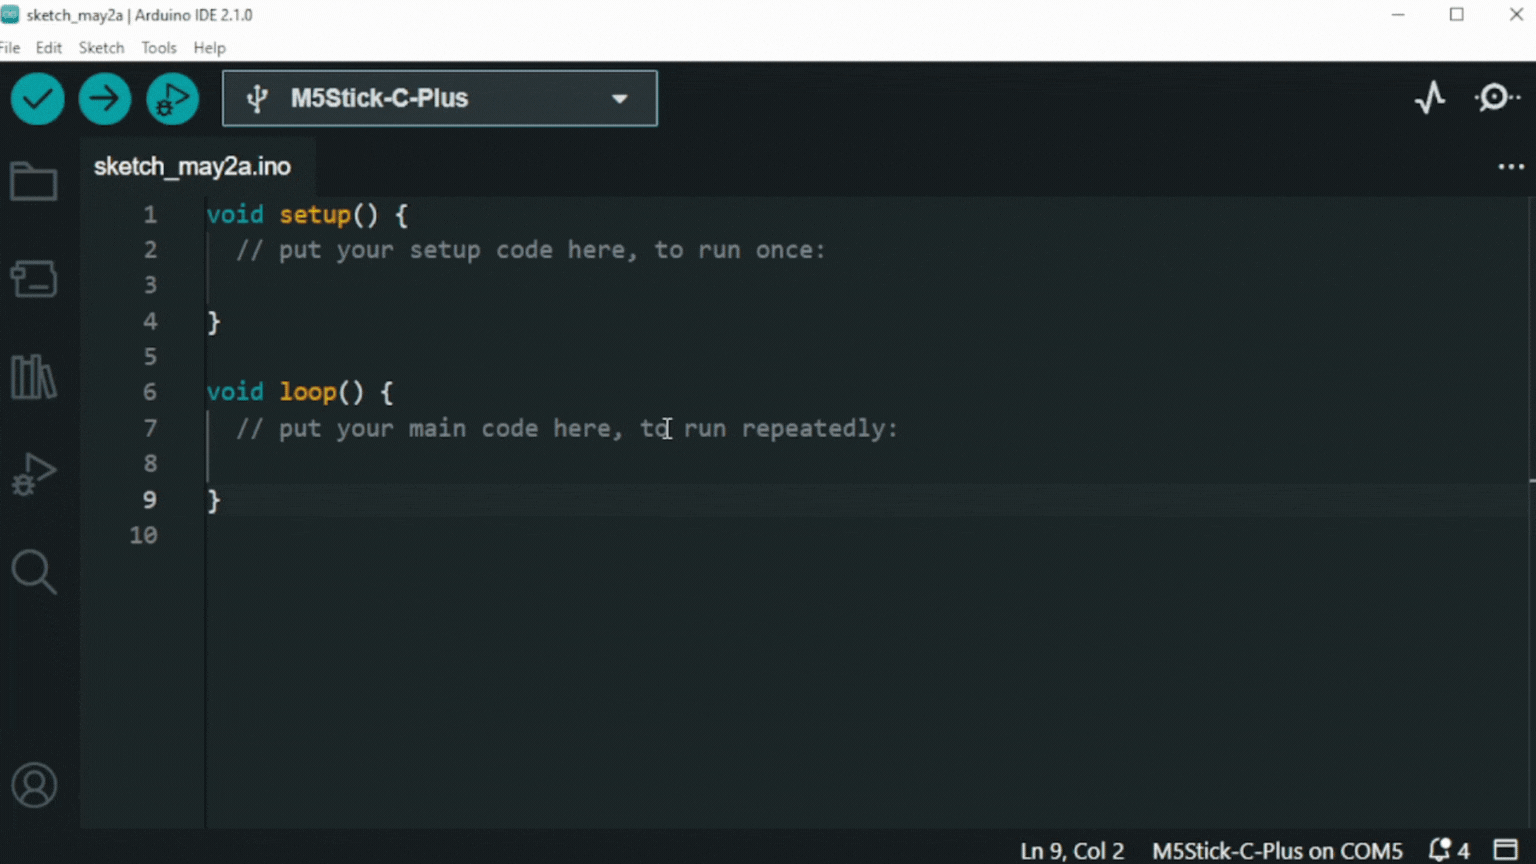 sketch_may2a | Arduino IDE 2.1.0
File Edit Sketch Tools Help
M5Stick-C-Plus
sketch_may2a.ino
1 void setup() {
2 // put your setup code here, to run once:
3
4 }
5
6 void loop() {
7 // put your main code here, to run repeatedly:
8
9 }
10
Ln 9, Col 2 M5Stick-C-Plus on COM5 4